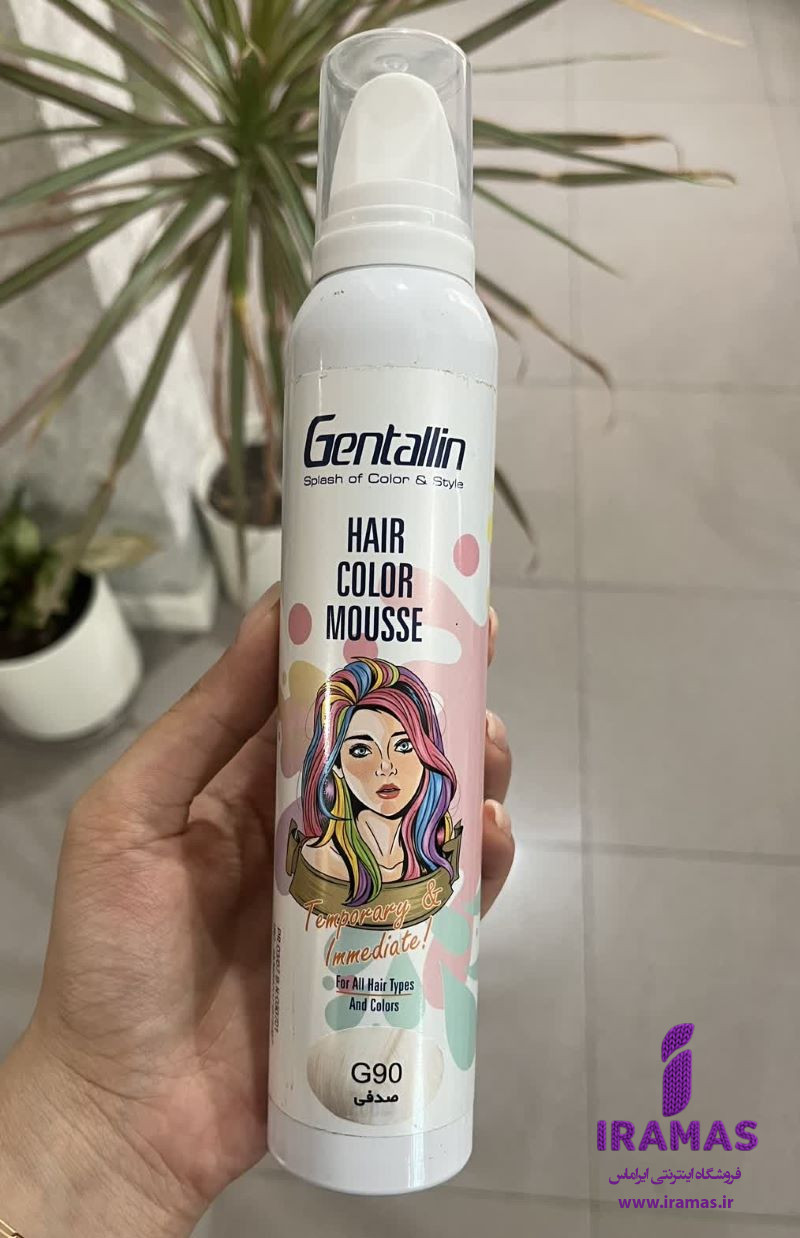 Gentallin
Splash of Color & Style
HAIR
COLOR
MOUSSE
Temporary &
Immediate!
For All Hair Types
And Colors
G90
صدفی
IRAMAS
فروشگاه اینترنتی ایراماس
www.iramas.ir